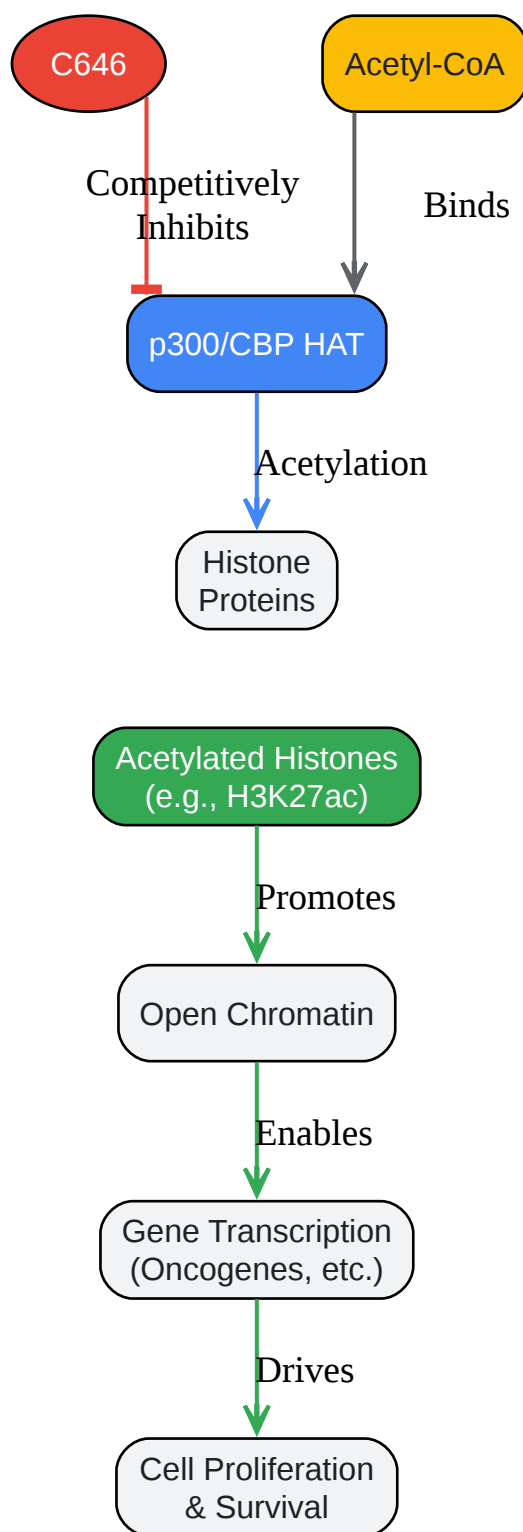 C646
Acetyl-CoA
Competitively
Inhibits
Binds
p300/CBP HAT
Acetylation
Histone
Proteins
Acetylated Histones
(e.g., H3K27ac)
Promotes
Open Chromatin
Enables
Gene Transcription
(Oncogenes, etc.)
Drives
Cell Proliferation
& Survival